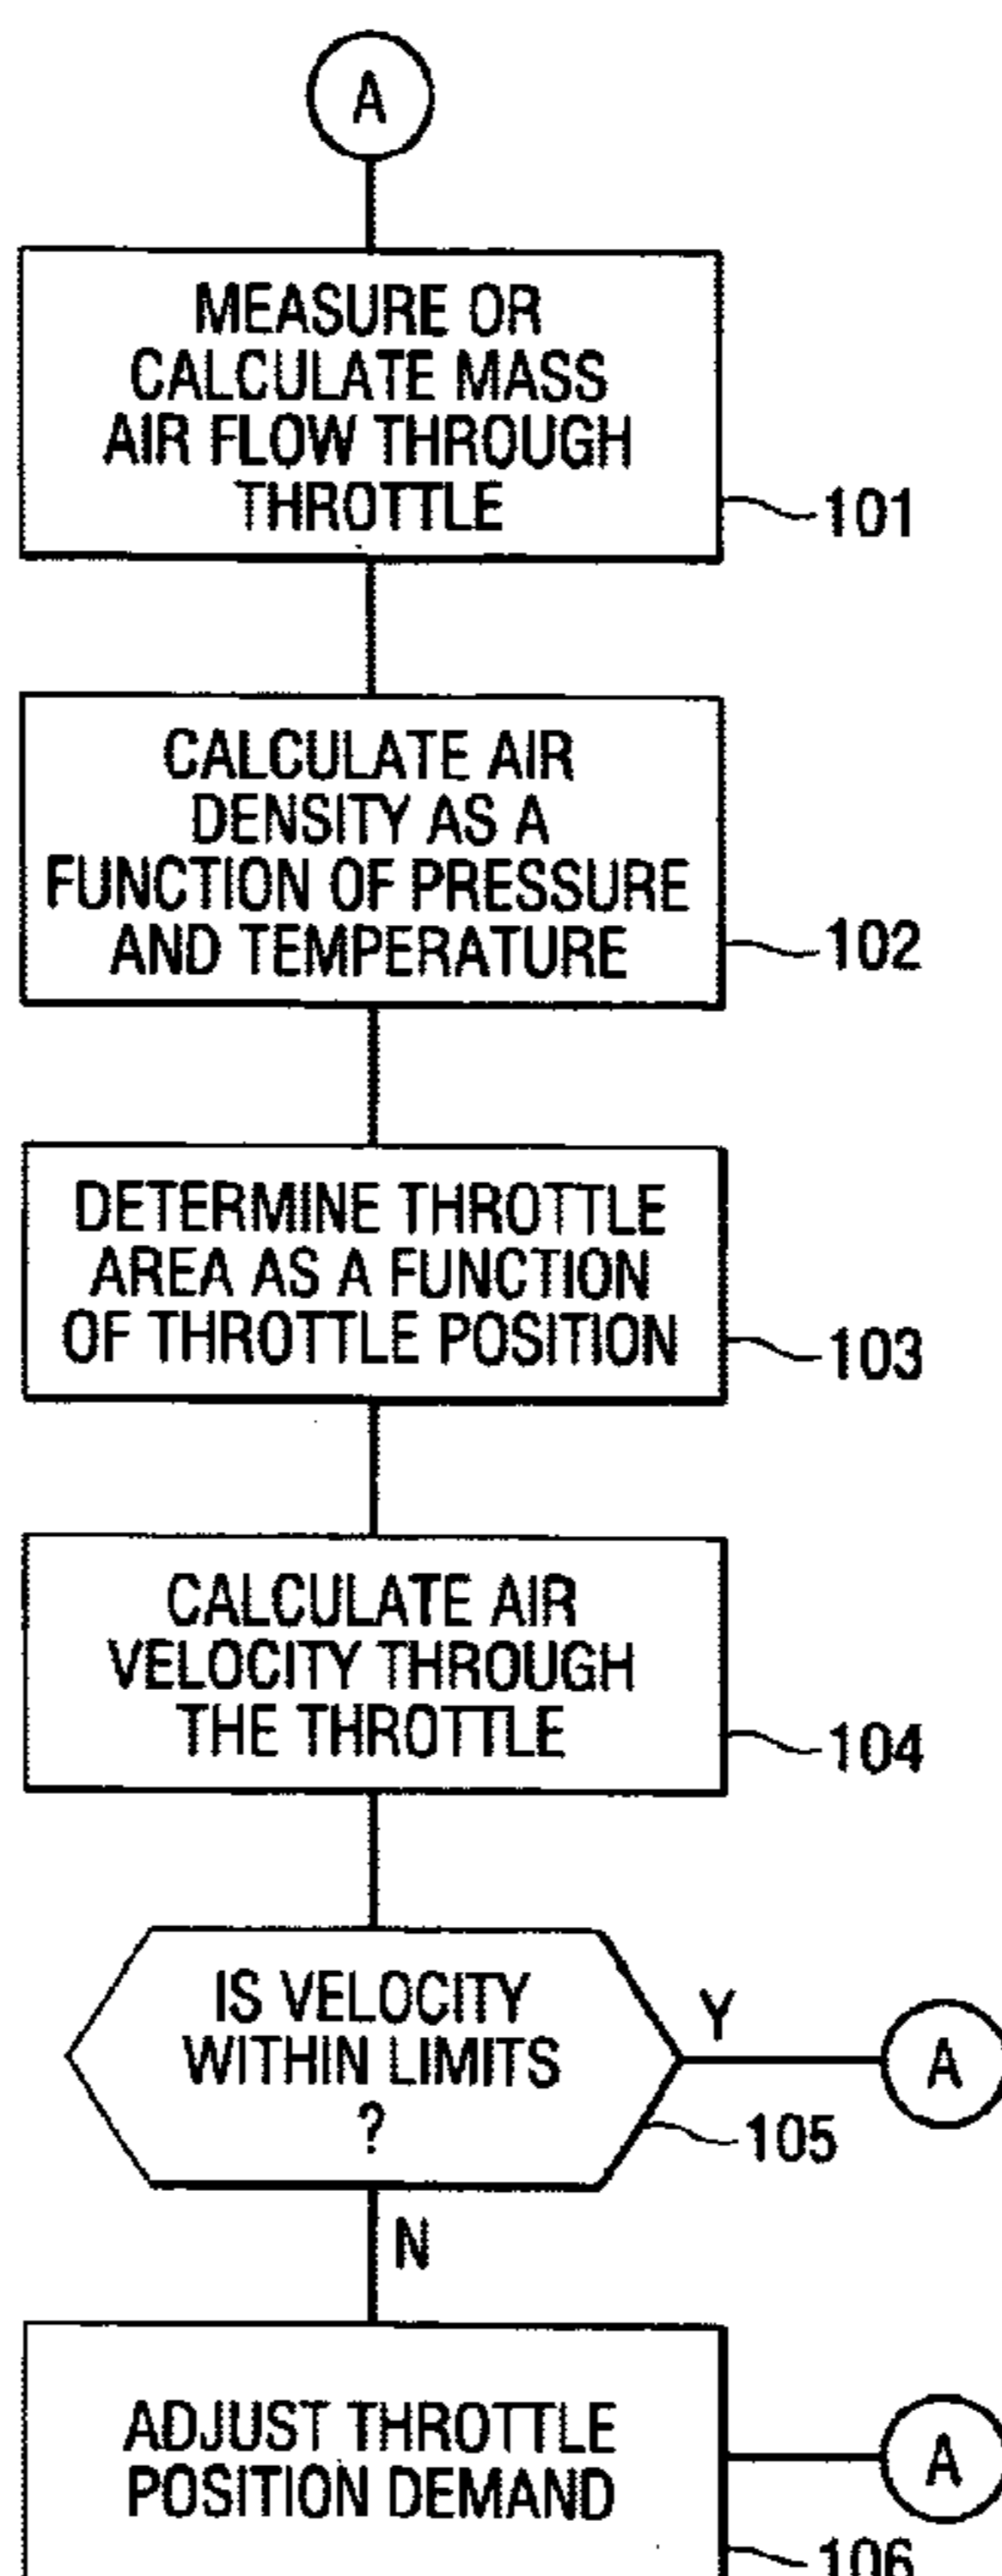 A
MEASURE OR
CALCULATE MASS
AIR FLOW THROUGH
THROTTLE
101
CALCULATE AIR
DENSITY AS A
FUNCTION OF PRESSURE
AND TEMPERATURE
102
DETERMINE THROTTLE
AREA AS A FUNCTION
OF THROTTLE POSITION
103
CALCULATE AIR
VELOCITY THROUGH
THE THROTTLE
104
IS VELOCITY
WITHIN LIMITS
?
Y
A
105
N
ADJUST THROTTLE
POSITION DEMAND
A
106